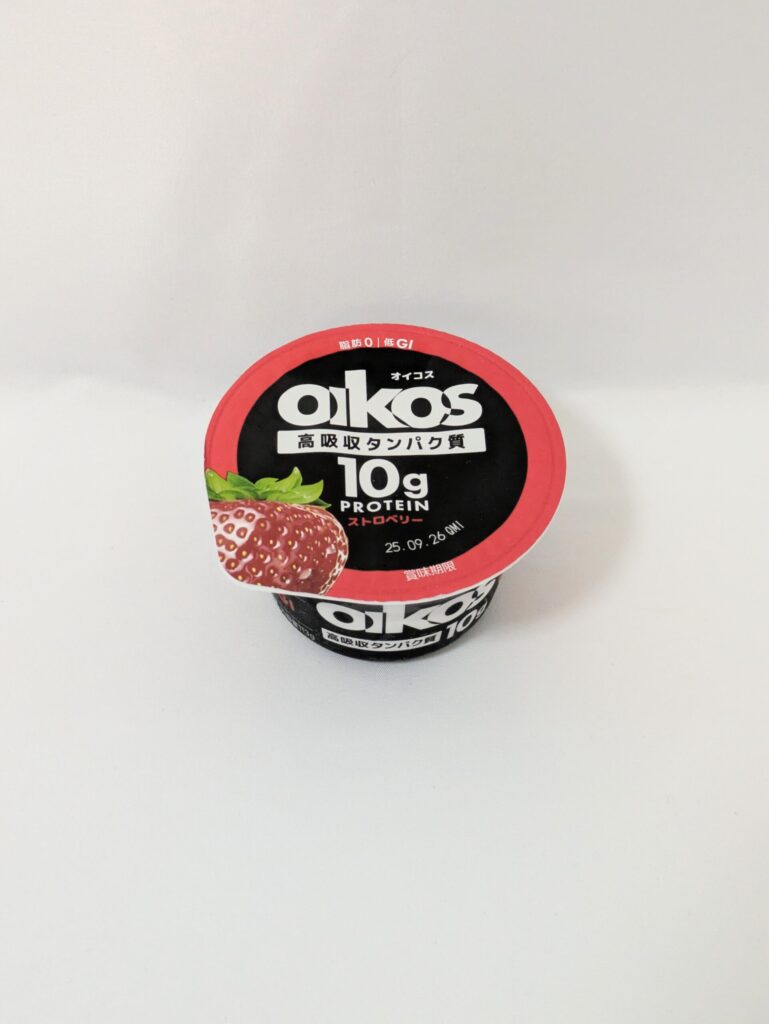 脂肪0|低GI
オイコス
oikos
高吸収タンパク質
10g
PROTEIN
ストロベリー
25.09.26 QMI
賞味期限
oikos
高吸収タンパク質 10g